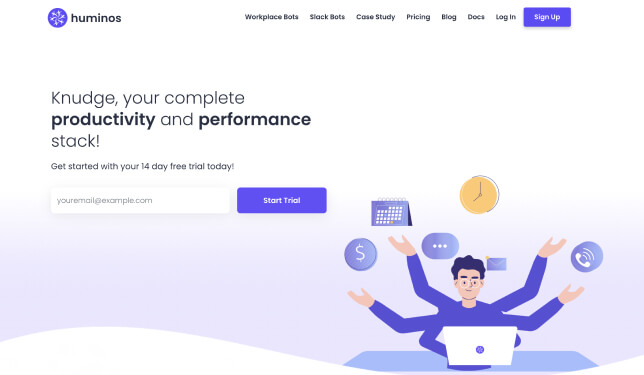 huminos
Workplace Bots
Slack Bots
Case Study
Pricing
Blog
Docs
Log In
Sign Up
Knudge, your complete
productivity and performance
stack!
Get started with your 14 day free trial today!
youremail@example.com
Start Trial
$